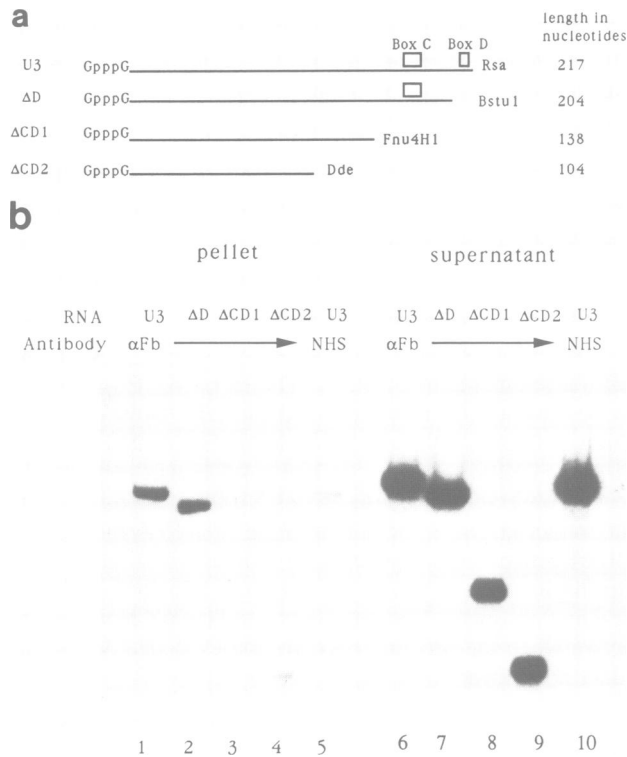 a
length in
nucleotides
Box C Box D
U3 GpppG Rsa 217
ΔD GpppG Bstu1 204
ΔCD1 GpppG Fnu4H1 138
ΔCD2 GpppG Dde 104
b
pellet supernatant
RNA U3 ΔD ΔCD1 ΔCD2 U3 U3 ΔD ΔCD1 ΔCD2 U3
Antibody αFb NHS αFb NHS
1 2 3 4 5 6 7 8 9 10